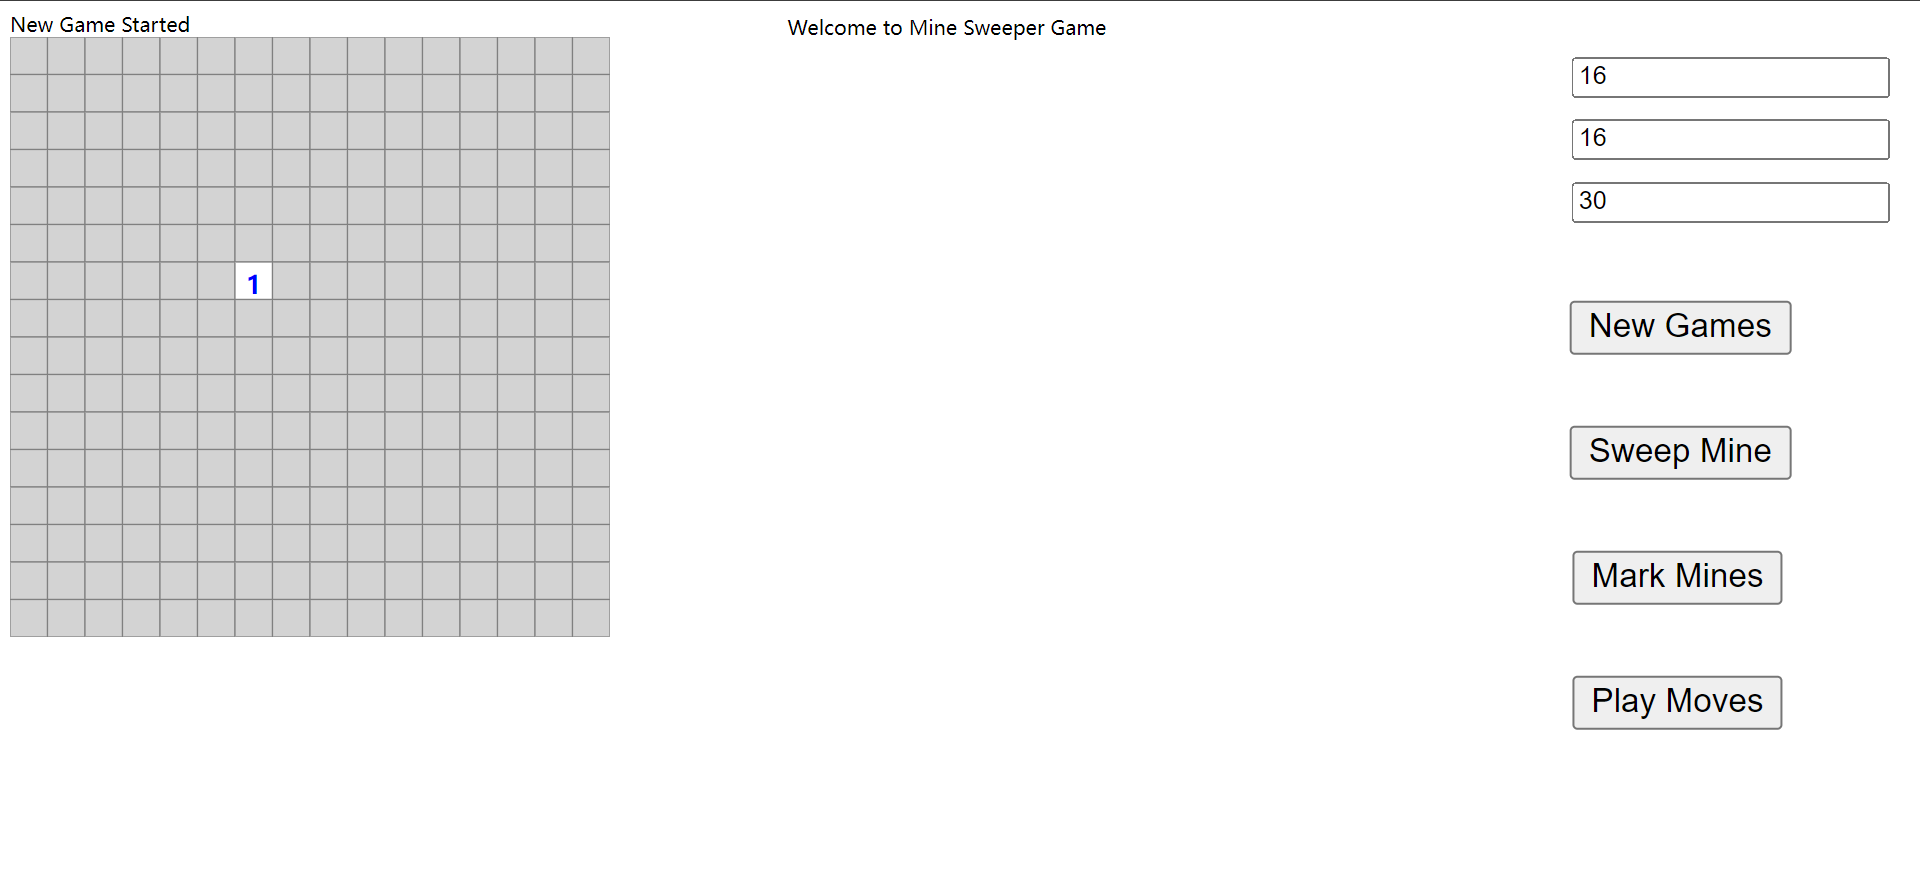 New Game Started
Welcome to Mine Sweeper Game
16
16
30
1
New Games
Sweep Mine
Mark Mines
Play Moves